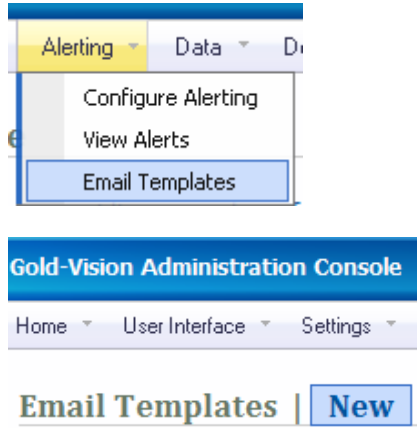 Alerting Data
Configure Alerting
View Alerts
Email Templates
Gold-Vision Administration Console
Home User Interface Settings
Email Templates | New